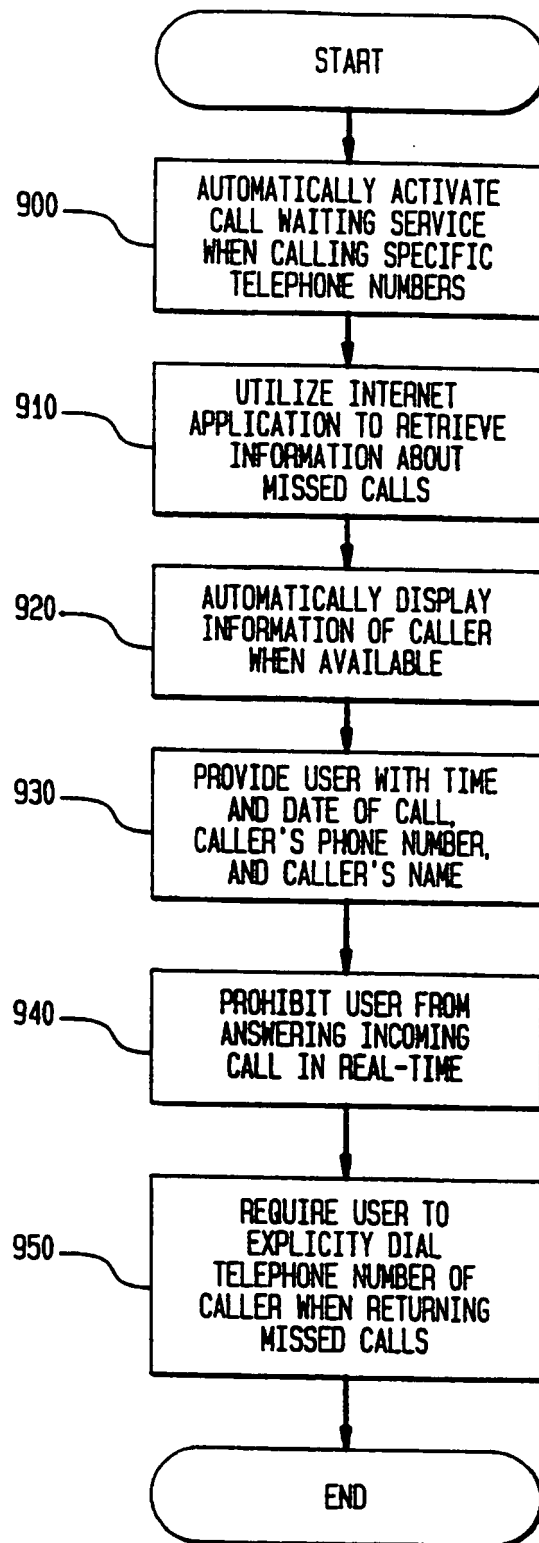 START
900
AUTOMATICALLY ACTIVATE
CALL WAITING SERVICE
WHEN CALLING SPECIFIC
TELEPHONE NUMBERS
910
UTILIZE INTERNET
APPLICATION TO RETRIEVE
INFORMATION ABOUT
MISSED CALLS
920
AUTOMATICALLY DISPLAY
INFORMATION OF CALLER
WHEN AVAILABLE
930
PROVIDE USER WITH TIME
AND DATE OF CALL,
CALLER'S PHONE NUMBER,
AND CALLER'S NAME
940
PROHIBIT USER FROM
ANSWERING INCOMING
CALL IN REAL-TIME
950
REQUIRE USER TO
EXPLICITY DIAL
TELEPHONE NUMBER OF
CALLER WHEN RETURNING
MISSED CALLS
END